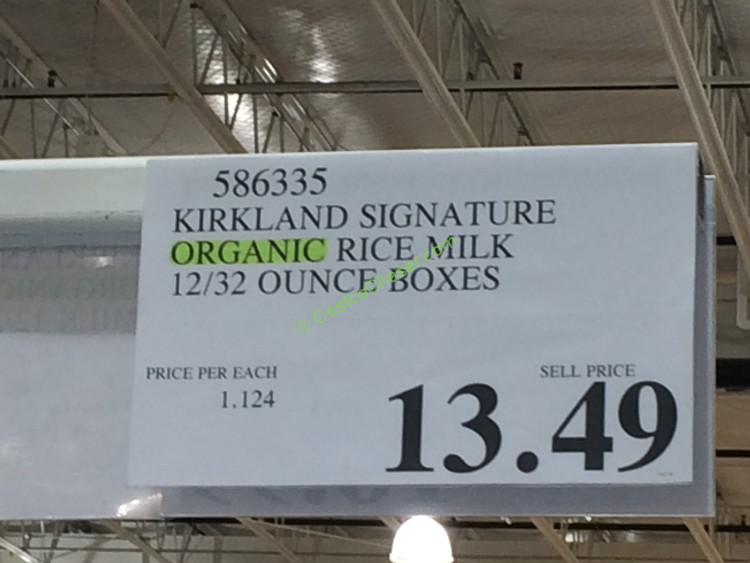 586335
KIRKLAND SIGNATURE
ORGANIC RICE MILK
12/32 OUNCE BOXES
PRICE PER EACH
1.124
SELL PRICE
13.49